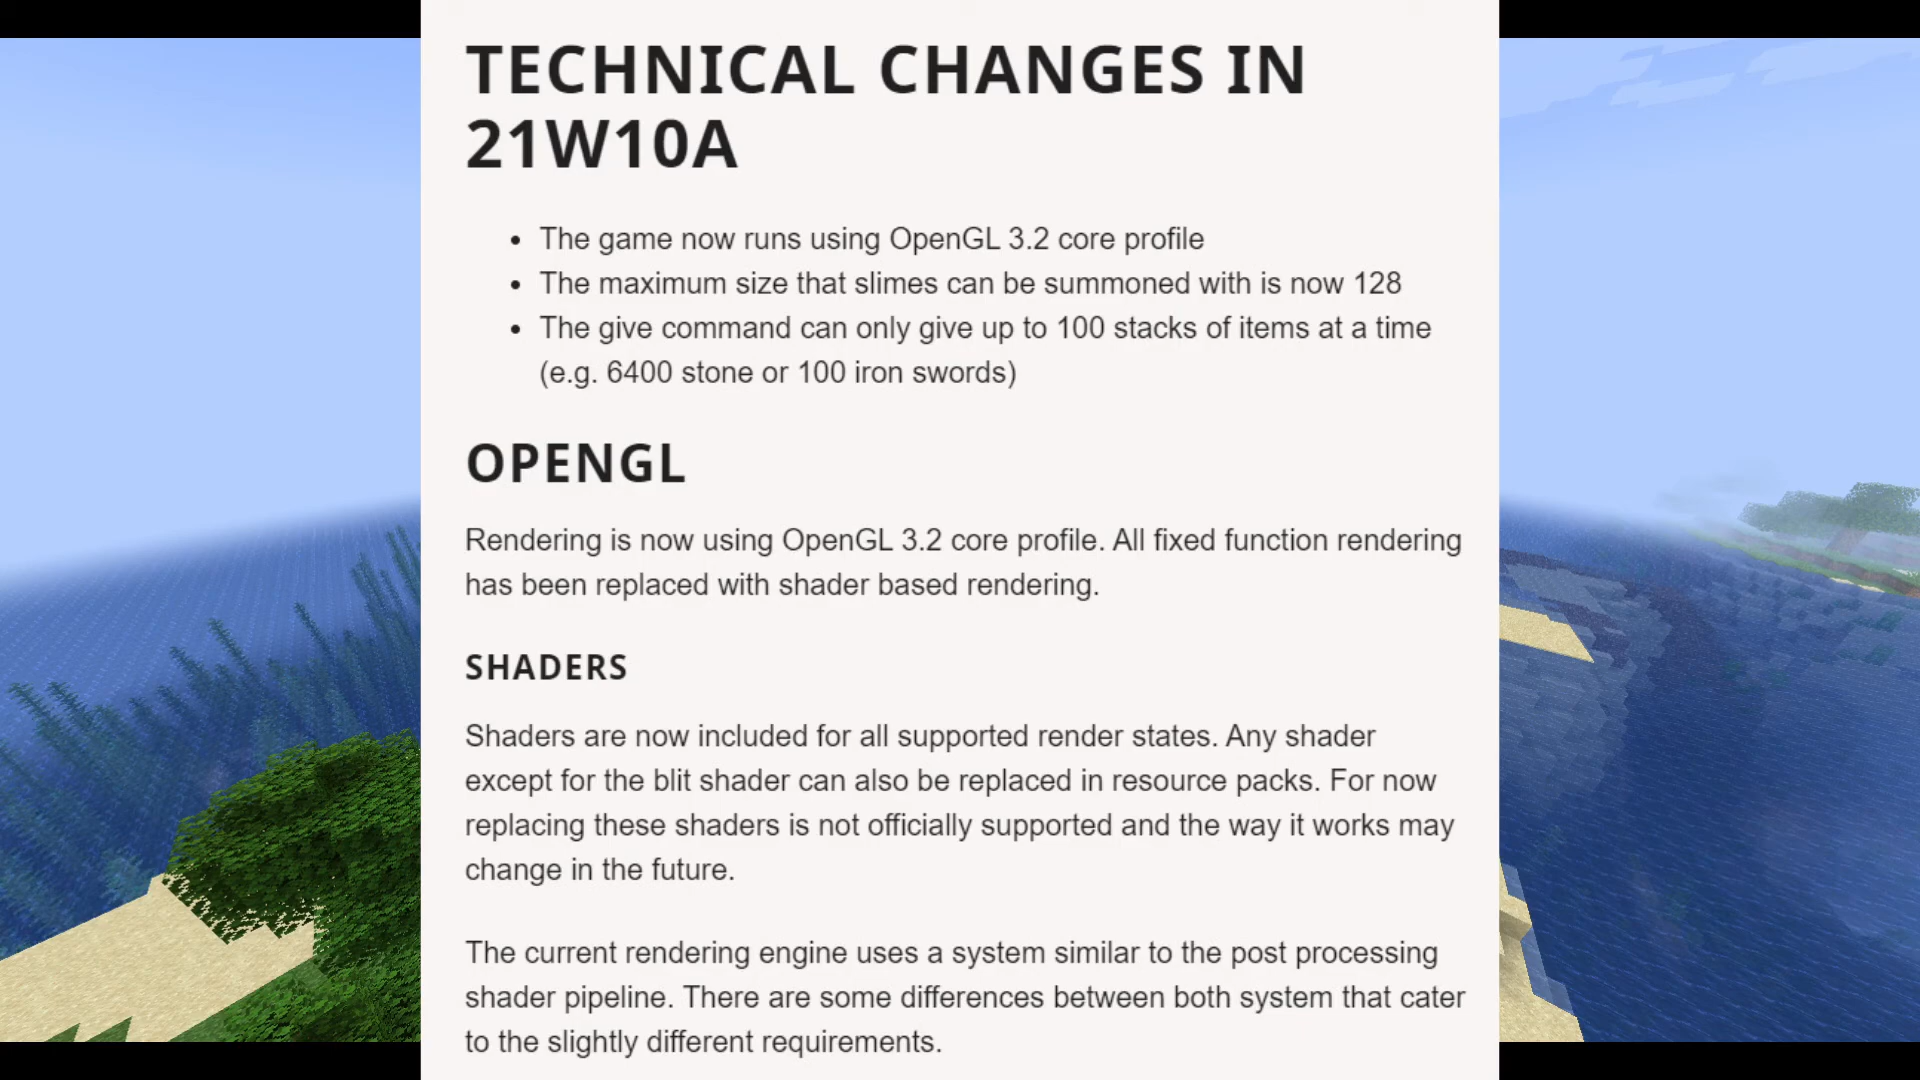 TECHNICAL CHANGES IN
21W10A
• The game now runs using OpenGL 3.2 core profile
• The maximum size that slimes can be summoned with is now 128
• The give command can only give up to 100 stacks of items at a time
(e.g. 6400 stone or 100 iron swords)
OPENGL
Rendering is now using OpenGL 3.2 core profile. All fixed function rendering
has been replaced with shader based rendering.
SHADERS
Shaders are now included for all supported render states. Any shader
except for the blit shader can also be replaced in resource packs. For now
replacing these shaders is not officially supported and the way it works may
change in the future.
The current rendering engine uses a system similar to the post processing
shader pipeline. There are some differences between both system that cater
to the slightly different requirements.